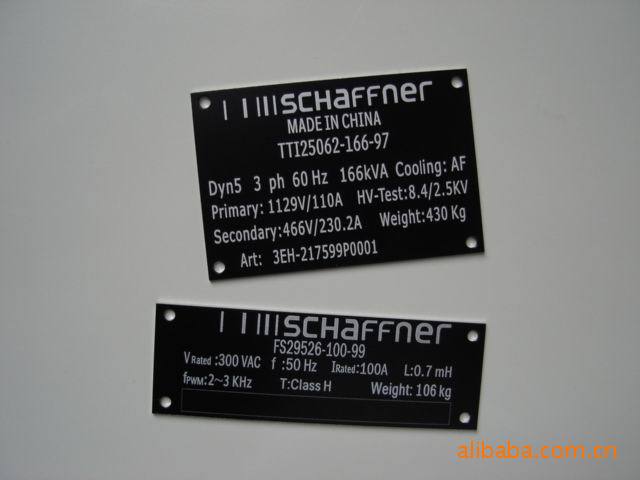 SCHaFFNer
MADE IN CHINA
TTI25062-166-97
Dyn5 3 ph 60 Hz 166kVA Cooling: AF
Primary: 1129V/110A HV-Test:8.4/2.5KV
Secondary:466V/230.2A Weight:430 Kg
Art: 3EH-217599P0001
SCHaFFNer
FS29526-100-99
VRated :300 VAC f :50 Hz IRated:100A L:0.7 mH
fPWM:2~3 KHz T:Class H Weight: 106kg
alibaba.com.cn